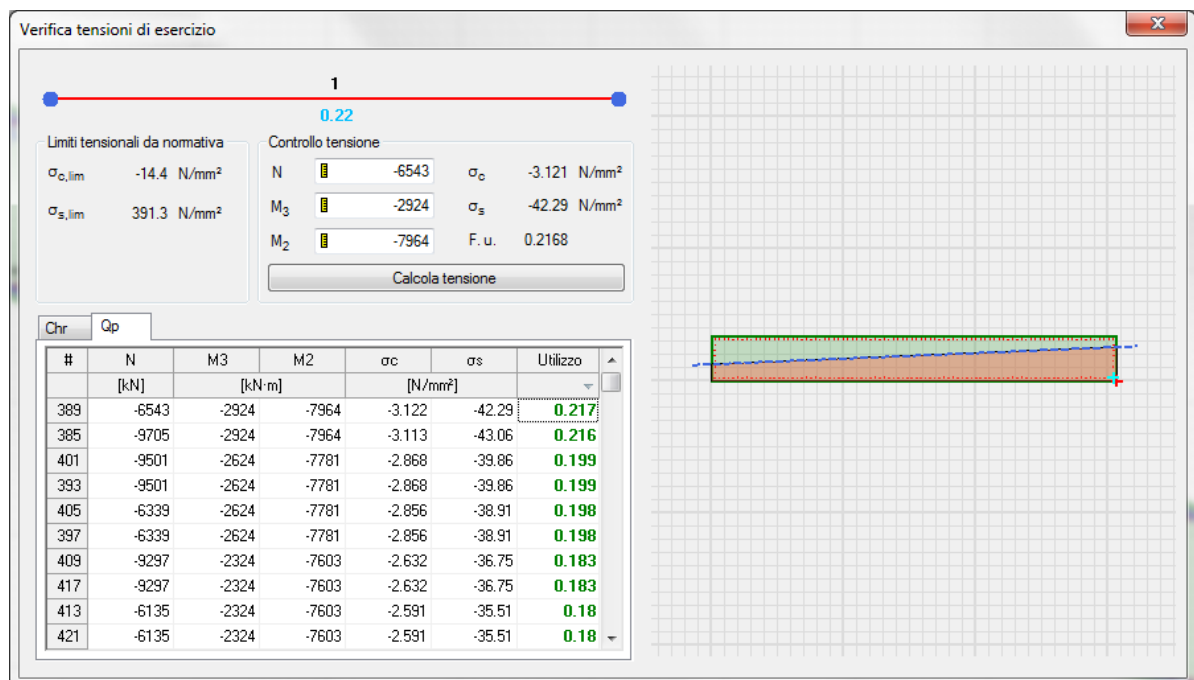 Verifica tensioni di esercizio
1
0.22
Limiti tensionali da normativa
σc,lim -14.4 N/mm²
σs,lim 391.3 N/mm²
Controllo tensione
N -6543 σc -3.121 N/mm²
M3 -2924 σs -42.29 N/mm²
M2 -7964 F. u. 0.2168
Calcola tensione
Chr Qp
# N M3 M2 σc σs Utilizzo
[kN] [kN·m] [N/mm²]
389 -6543 -2924 -7964 -3.122 -42.29 0.217
385 -9705 -2924 -7964 -3.113 -43.06 0.216
401 -9501 -2624 -7781 -2.868 -39.86 0.199
393 -9501 -2624 -7781 -2.868 -39.86 0.199
405 -6339 -2624 -7781 -2.856 -38.91 0.198
397 -6339 -2624 -7781 -2.856 -38.91 0.198
409 -9297 -2324 -7603 -2.632 -36.75 0.183
417 -9297 -2324 -7603 -2.632 -36.75 0.183
413 -6135 -2324 -7603 -2.591 -35.51 0.18
421 -6135 -2324 -7603 -2.591 -35.51 0.18